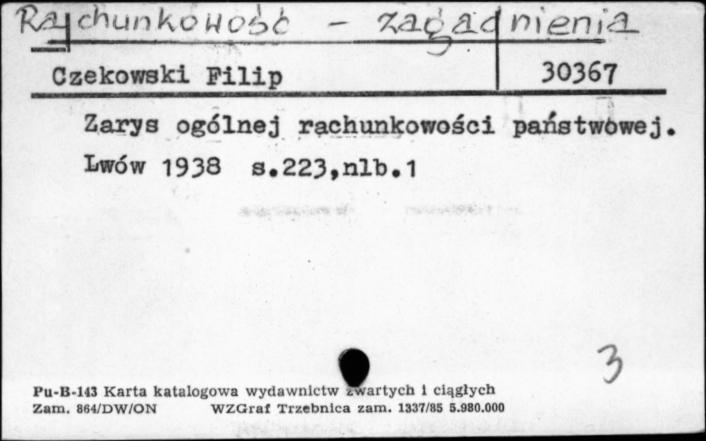 Rachunkowość - zagadnienia
Czekowski Filip 30367
Zarys ogólnej rachunkowości państwowej.
Lwów 1938 s.223,nlb.1
3
Pu-B-143 Karta katalogowa wydawnictw zwartych i ciągłych
Zam. 864/DW/ON WZGraf Trzebnica zam. 1337/85 5.980.000